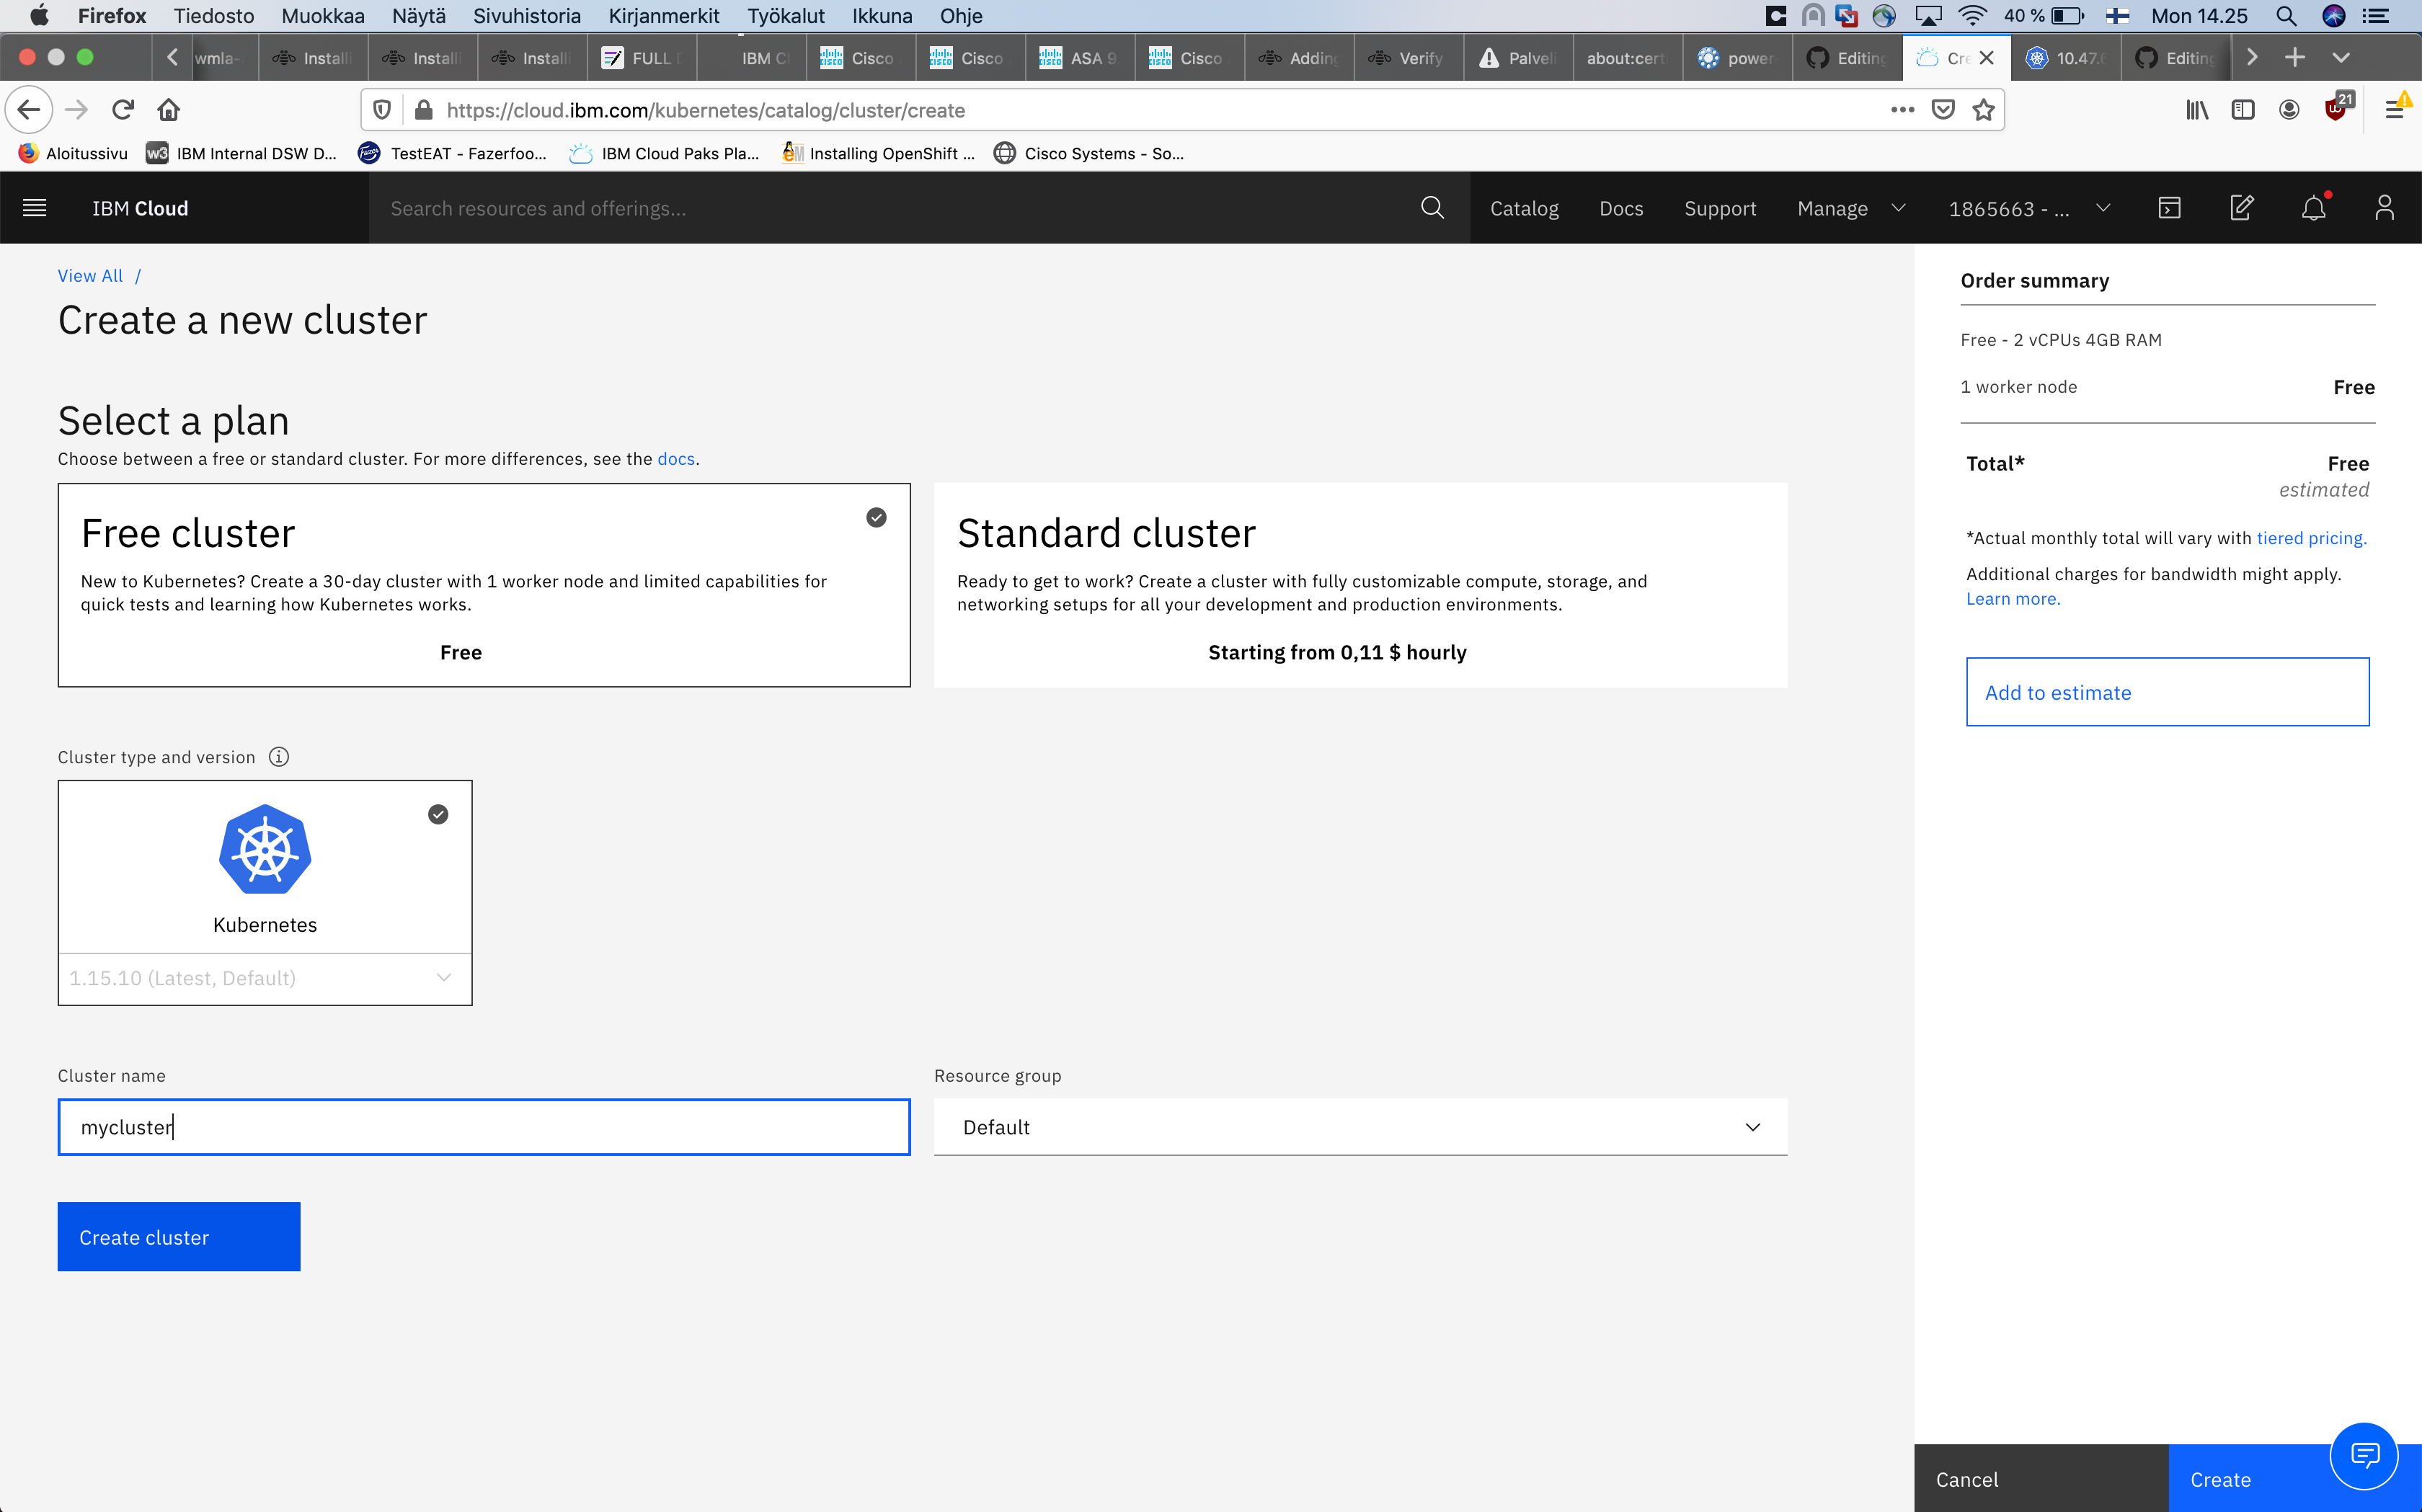 Firefox Tiedosto Muokkaa Näytä Sivuhistoria Kirjanmerkit Työkalut Ikkuna Ohje 40 % Mon 14.25
wmla- Install Install Install FULL IBM C Cisco Cisco ASA 9 Cisco Adding Verify Palveli about:cert power Editing Cre 10.47.6 Editing
https://cloud.ibm.com/kubernetes/catalog/cluster/create 21
Aloitussivu w3 IBM Internal DSW D... TestEAT - Fazerfoo... IBM Cloud Paks Pla... Installing OpenShift ... Cisco Systems - So...
IBM Cloud Search resources and offerings... Catalog Docs Support Manage 1865663 - ...
View All /
Create a new cluster
Select a plan
Choose between a free or standard cluster. For more differences, see the docs.
Free cluster
New to Kubernetes? Create a 30-day cluster with 1 worker node and limited capabilities for
quick tests and learning how Kubernetes works.
Free
Standard cluster
Ready to get to work? Create a cluster with fully customizable compute, storage, and
networking setups for all your development and production environments.
Starting from 0,11 $ hourly
Cluster type and version
Kubernetes
1.15.10 (Latest, Default)
Cluster name
mycluster
Resource group
Default
Create cluster
Order summary
Free - 2 vCPUs 4GB RAM
1 worker node Free
Total* Free
estimated
*Actual monthly total will vary with tiered pricing.
Additional charges for bandwidth might apply.
Learn more.
Add to estimate
Cancel Create